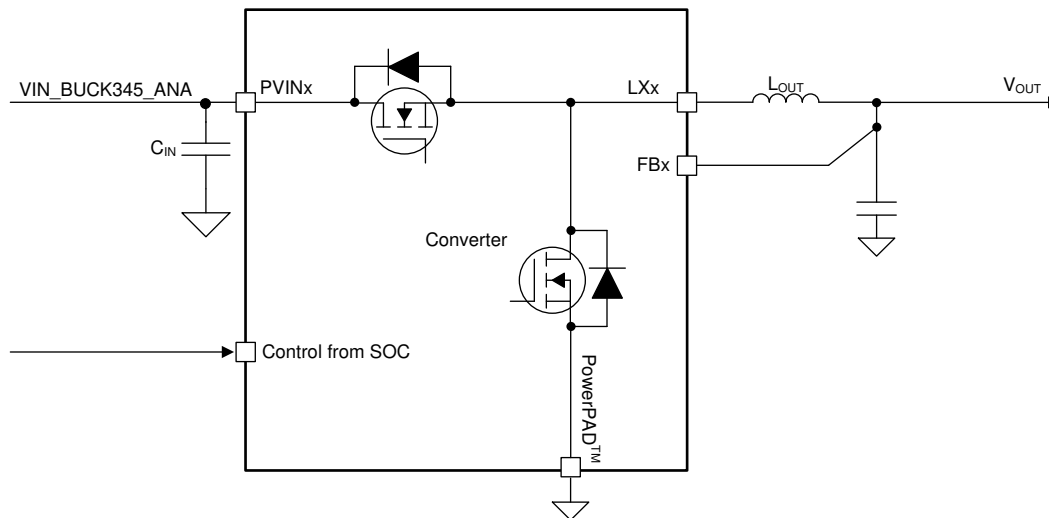 VIN_BUCK345_ANA
PVINx
LXx
LOUT
VOUT
CIN
FBx
Converter
Control from SOC
PowerPAD™